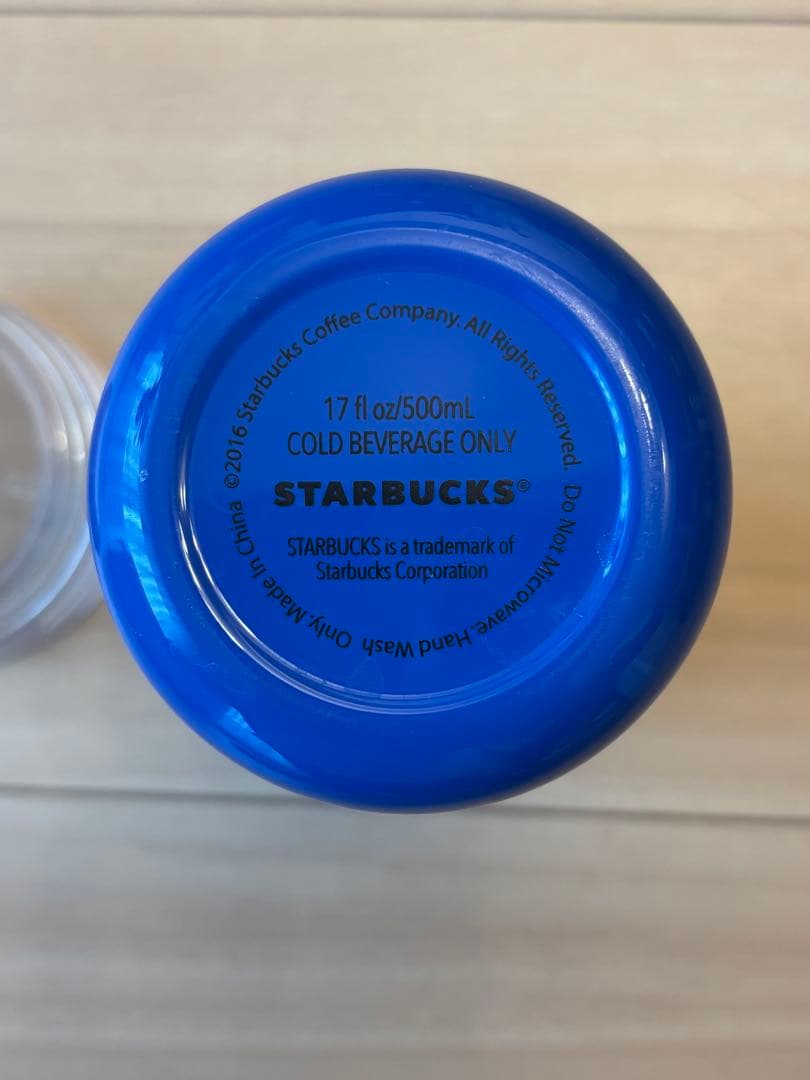 ©2016 Starbucks Coffee Company. All Rights Reserved. Do Not Microwave. Hand Wash Only. Made In China
17 fl oz/500mL
COLD BEVERAGE ONLY
STARBUCKS®
STARBUCKS is a trademark of
Starbucks Corporation